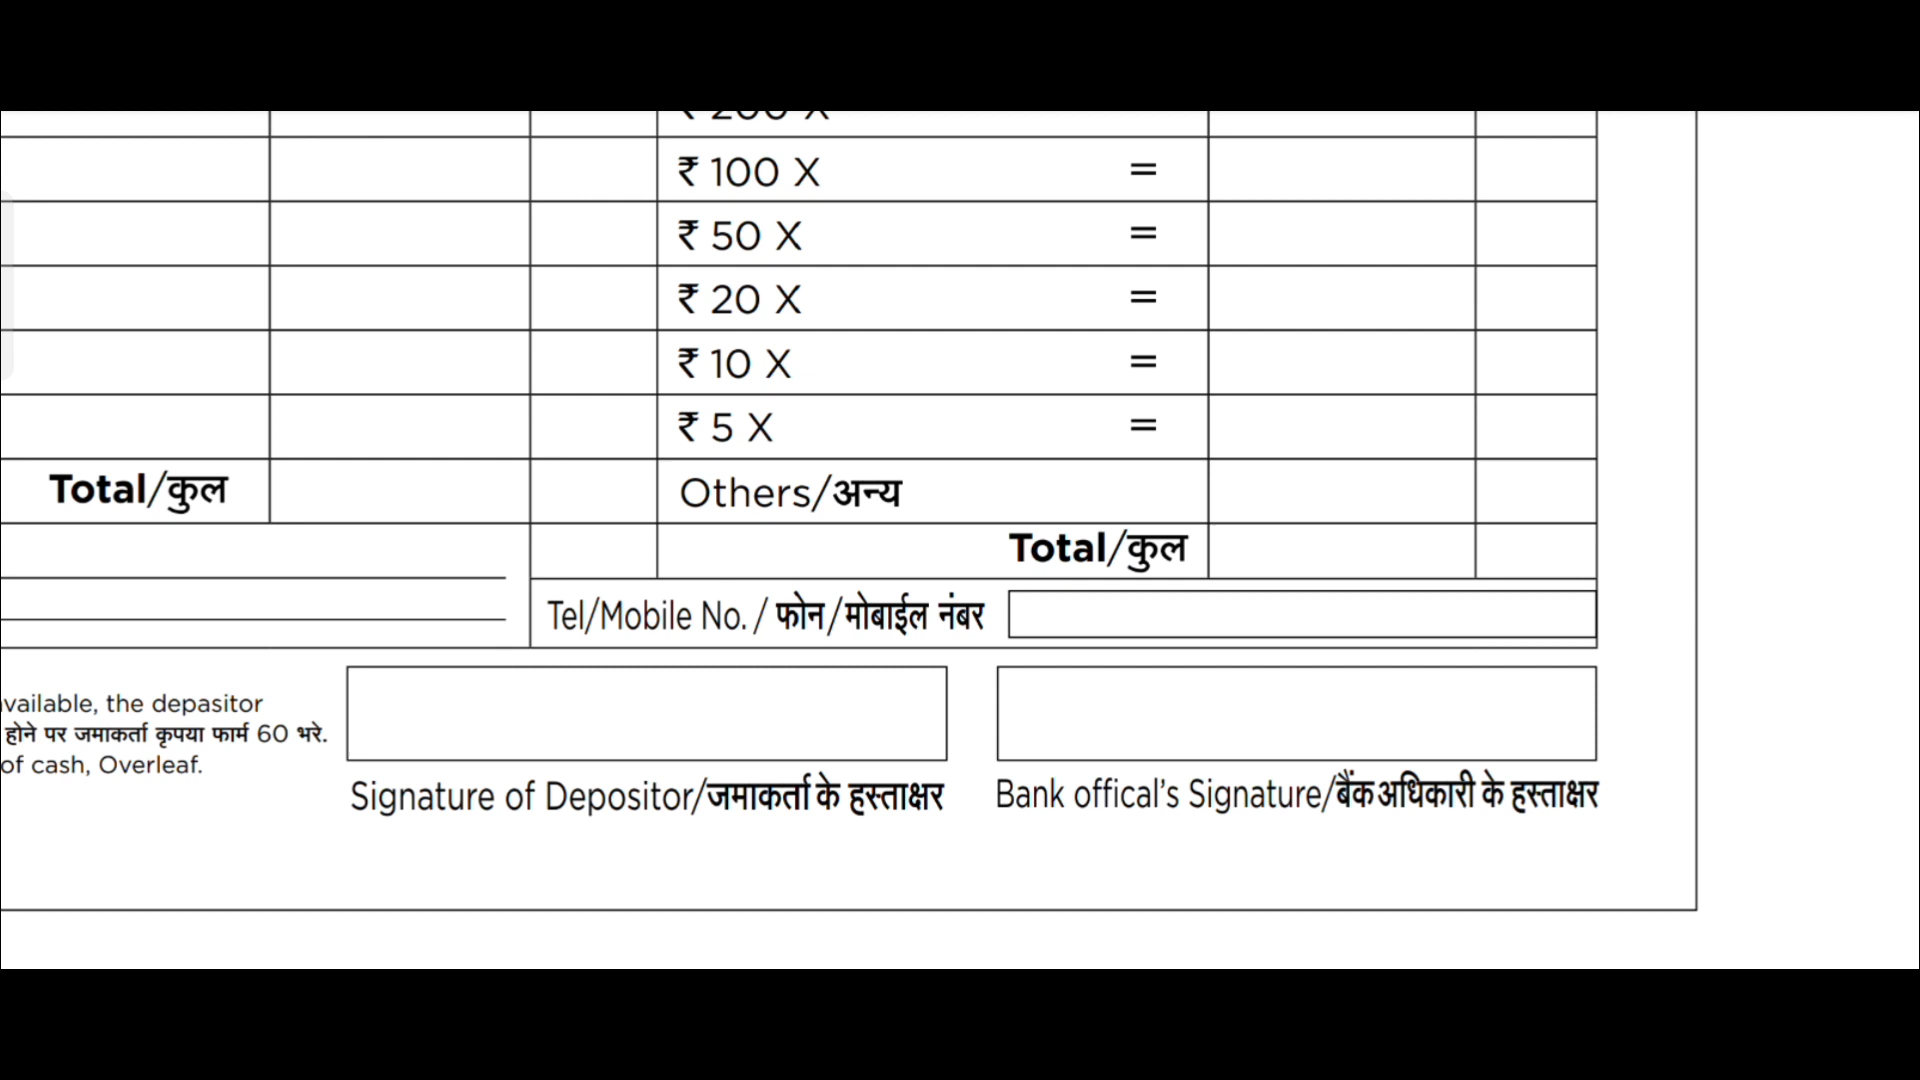 ₹ 200 X
₹ 100 X =
₹ 50 X =
₹ 20 X =
₹ 10 X =
₹ 5 X =
Total/कुल Others/अन्य
Total/कुल
Tel/Mobile No. / फोन/मोबाईल नंबर
the depasitor
होने पर जमाकर्ता कृपया फार्म 60 भरे.
of cash, Overleaf.
Signature of Depositor/जमाकर्ता के हस्ताक्षर Bank offical's Signature/बैंक अधिकारी के हस्ताक्षर